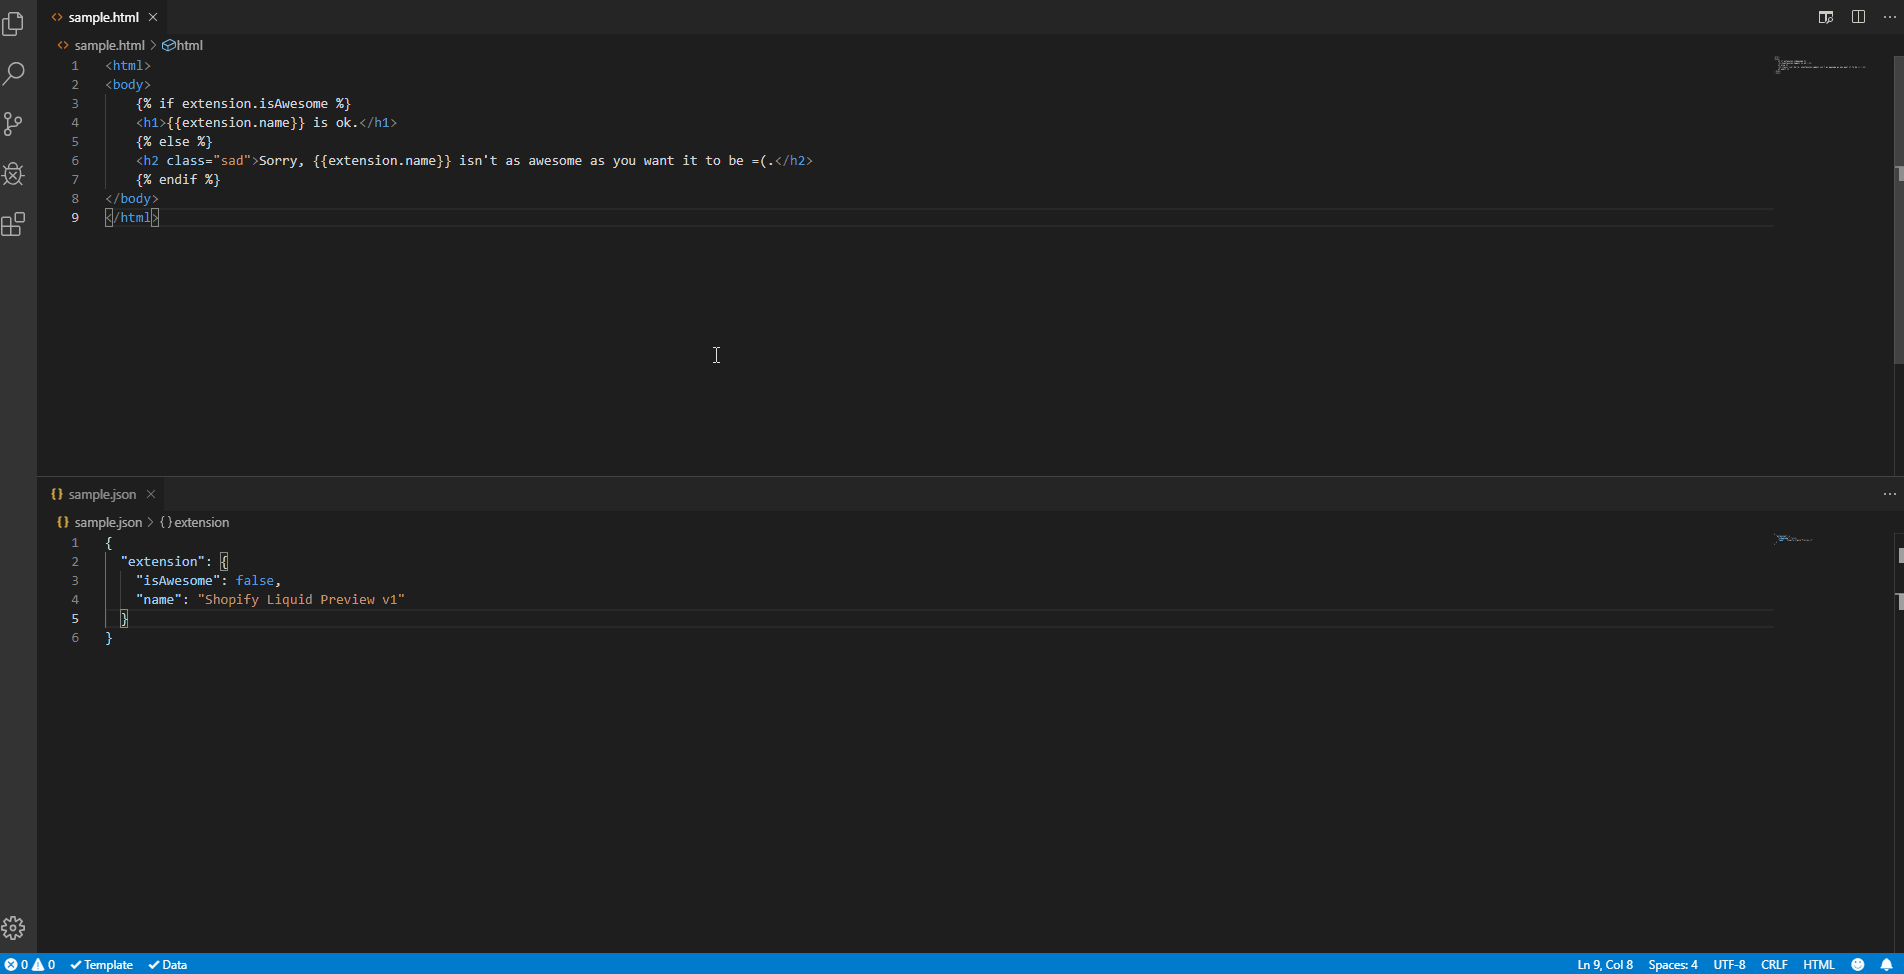 sample.html
sample.html > html
1 <html>
2 <body>
3 {% if extension.isAwesome %}
4 <h1>{{extension.name}} is ok.</h1>
5 {% else %}
6 <h2 class="sad">Sorry, {{extension.name}} isn't as awesome as you want it to be =(.</h2>
7 {% endif %}
8 </body>
9 </html>
sample.json
sample.json > {} extension
1 {
2 "extension": {
3 "isAwesome": false,
4 "name": "Shopify Liquid Preview v1"
5 }
6 }
0 0 Template Data Ln 9, Col 8 Spaces: 4 UTF-8 CRLF HTML